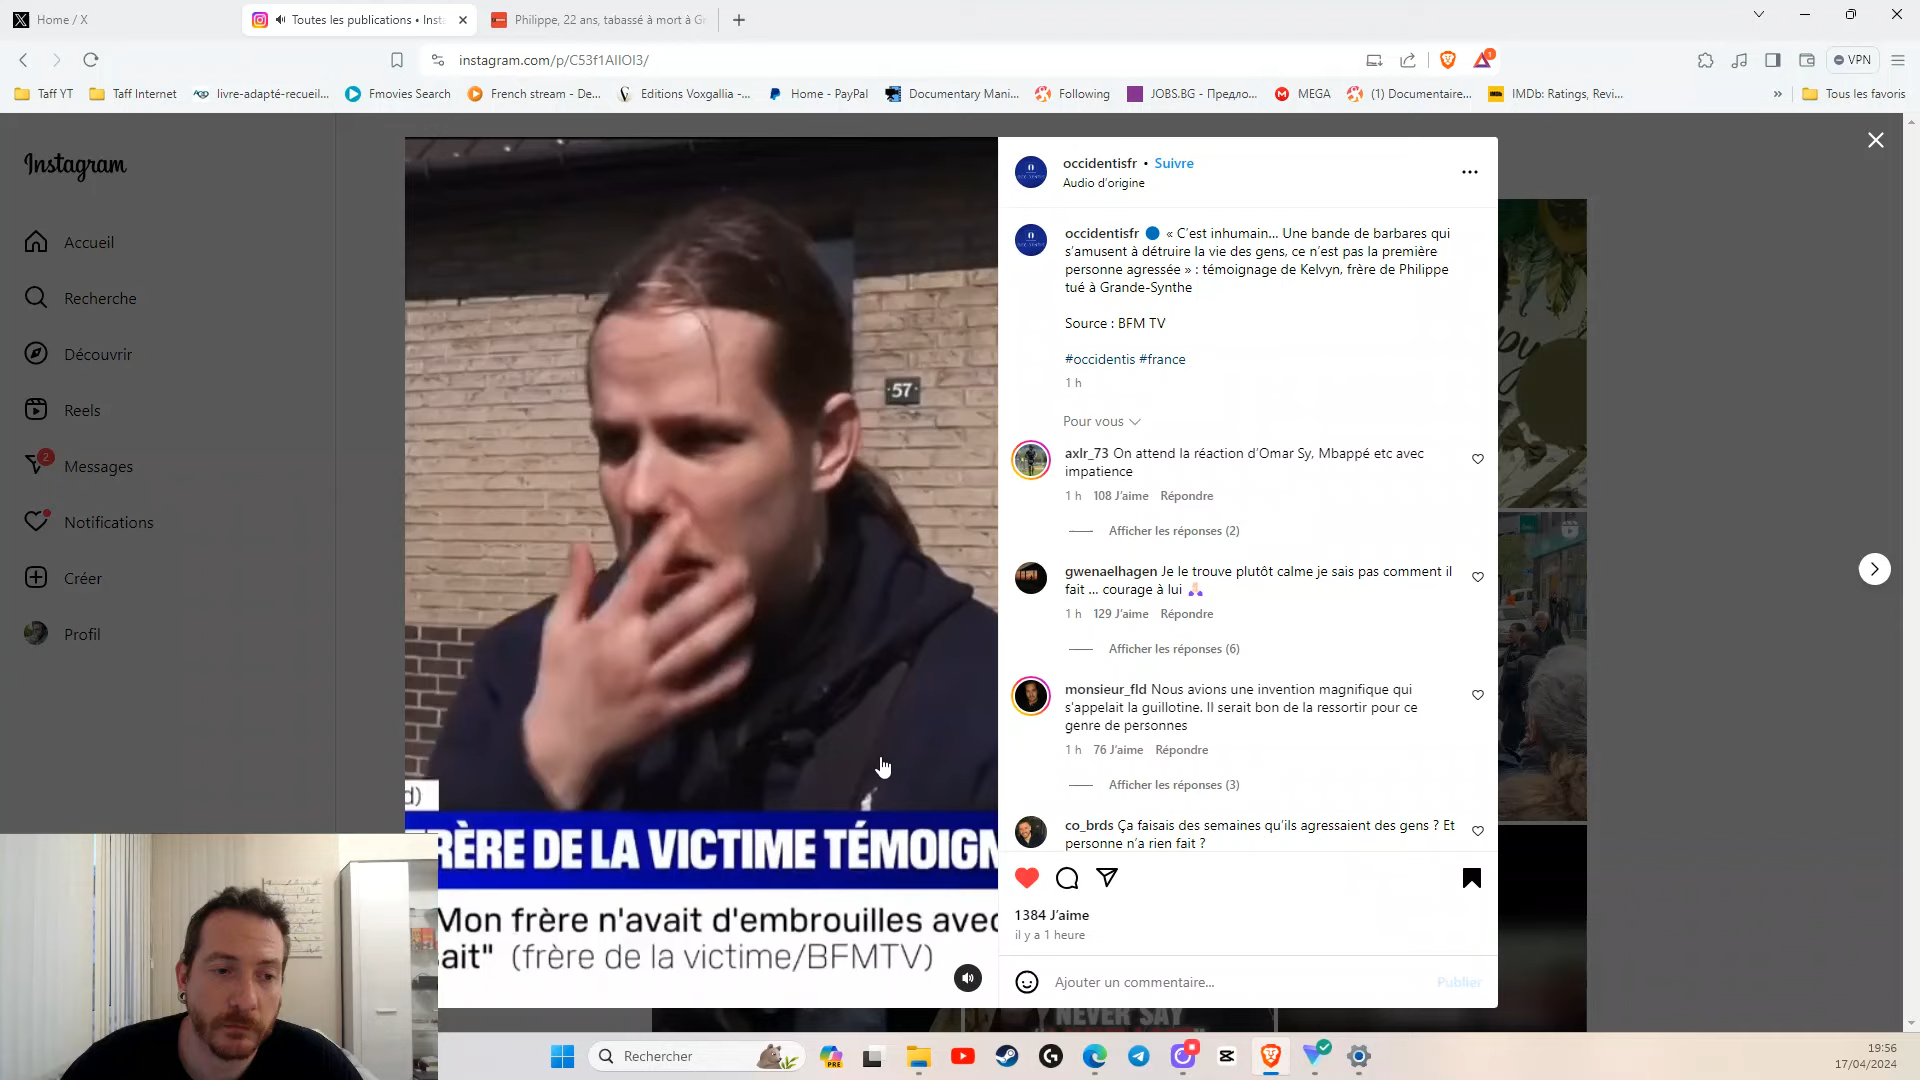 Home / X
Toutes les publications • Inst
Philippe, 22 ans, tabassé à mort à Gr
instagram.com/p/C53f1AIIOI3/
VPN
Taff YT
Taff Internet
livre-adapté-recueil...
Fmovies Search
French stream - De...
Editions Voxgallia -...
Home - PayPal
Documentary Mani...
Following
JOBS.BG - Предло...
MEGA
(1) Documentaire...
IMDb: Ratings, Revi...
»
Tous les favoris
Instagram
Accueil
Recherche
Découvrir
Reels
2
Messages
Notifications
Créer
Profil
57
d)
RÈRE DE LA VICTIME TÉMOIGN
Mon frère n'avait d'embrouilles avec
ait" (frère de la victime/BFMTV)
occidentisfr • Suivre
Audio d'origine
occidentisfr 🔵 « C'est inhumain... Une bande de barbares qui
s'amusent à détruire la vie des gens, ce n'est pas la première
personne agressée » : témoignage de Kelvyn, frère de Philippe
tué à Grande-Synthe
Source : BFM TV
#occidentis #france
1 h
Pour vous
axlr_73 On attend la réaction d'Omar Sy, Mbappé etc avec
impatience
1 h 108 J'aime Répondre
Afficher les réponses (2)
gwenaelhagen Je le trouve plutôt calme je sais pas comment il
fait ... courage à lui 🙏🏻
1 h 129 J'aime Répondre
Afficher les réponses (6)
monsieur_fld Nous avions une invention magnifique qui
s'appelait la guillotine. Il serait bon de la ressortir pour ce
genre de personnes
1 h 76 J'aime Répondre
Afficher les réponses (3)
co_brds Ça faisais des semaines qu'ils agressaient des gens ? Et
personne n'a rien fait ?
1384 J'aime
il y a 1 heure
Ajouter un commentaire...
Publier
NEVER SAY
Rechercher
PRE
19:56
17/04/2024